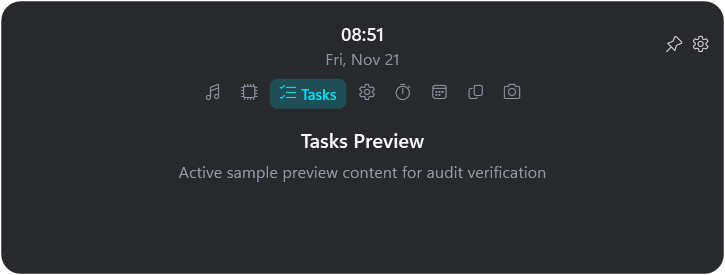 08:51
Fri, Nov 21
Tasks
Tasks Preview
Active sample preview content for audit verification